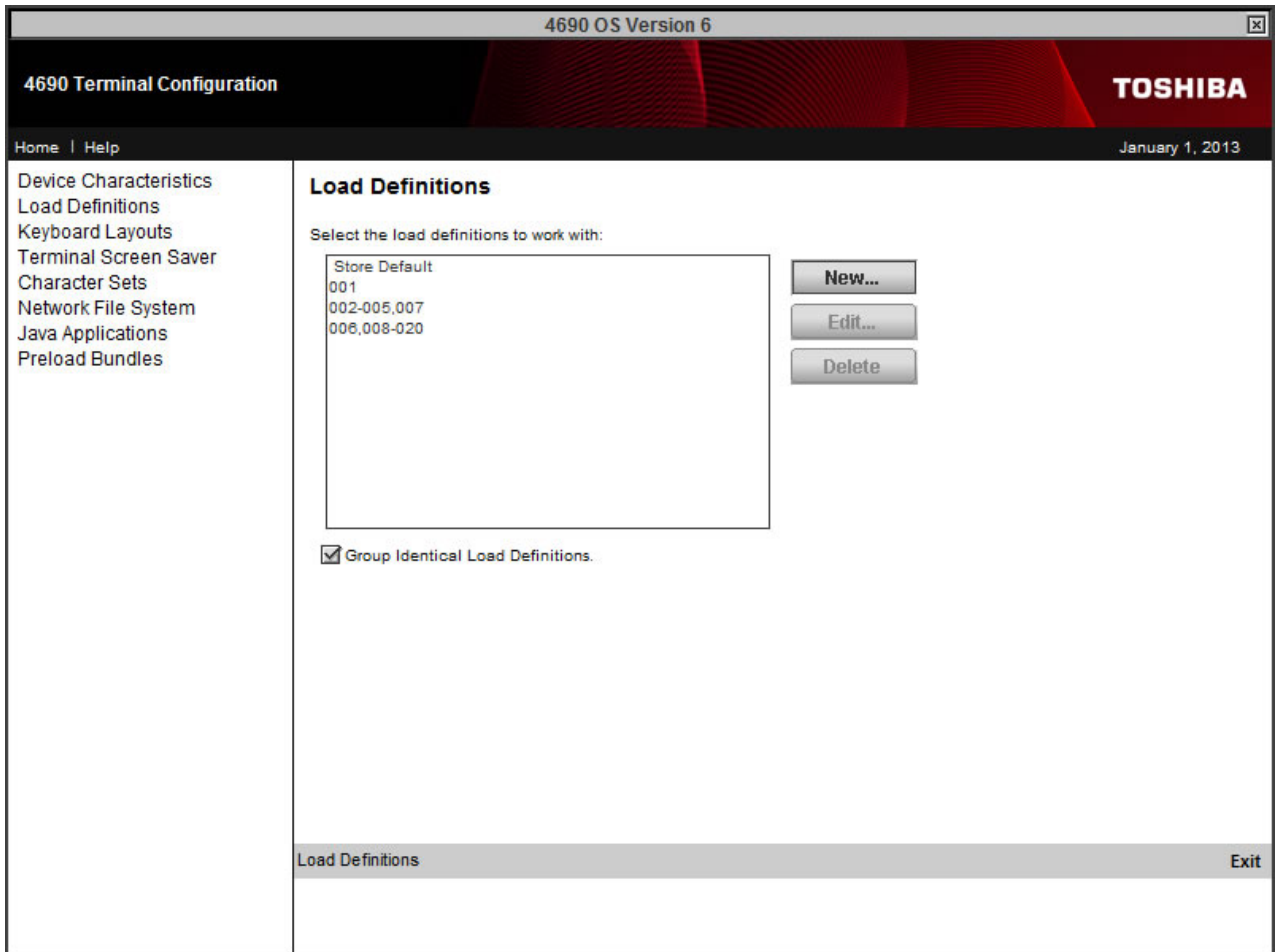 4690 OS Version 6
4690 Terminal Configuration
TOSHIBA
Home | Help
January 1, 2013
Device Characteristics
Load Definitions
Keyboard Layouts
Terminal Screen Saver
Character Sets
Network File System
Java Applications
Preload Bundles
Load Definitions
Select the load definitions to work with:
Store Default
001
002-005,007
006,008-020
New...
Edit...
Delete
Group Identical Load Definitions.
Load Definitions
Exit